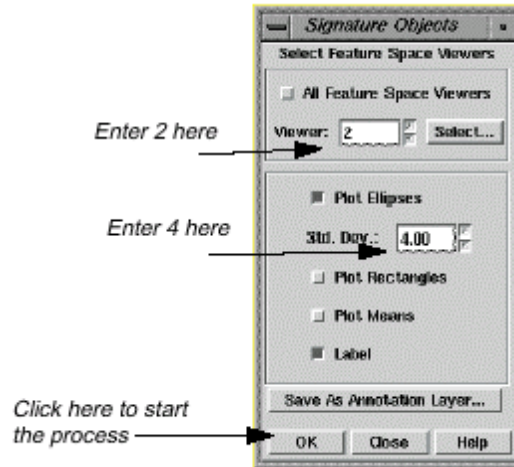 Signature Objects
Select Feature Space Viewers
All Feature Space Viewers
Enter 2 here
Viewer: 2 Select...
Plot Ellipses
Enter 4 here
Std. Dev.: 4.00
Plot Rectangles
Plot Means
Label
Save As Annotation Layer...
Click here to start
the process
OK Close Help